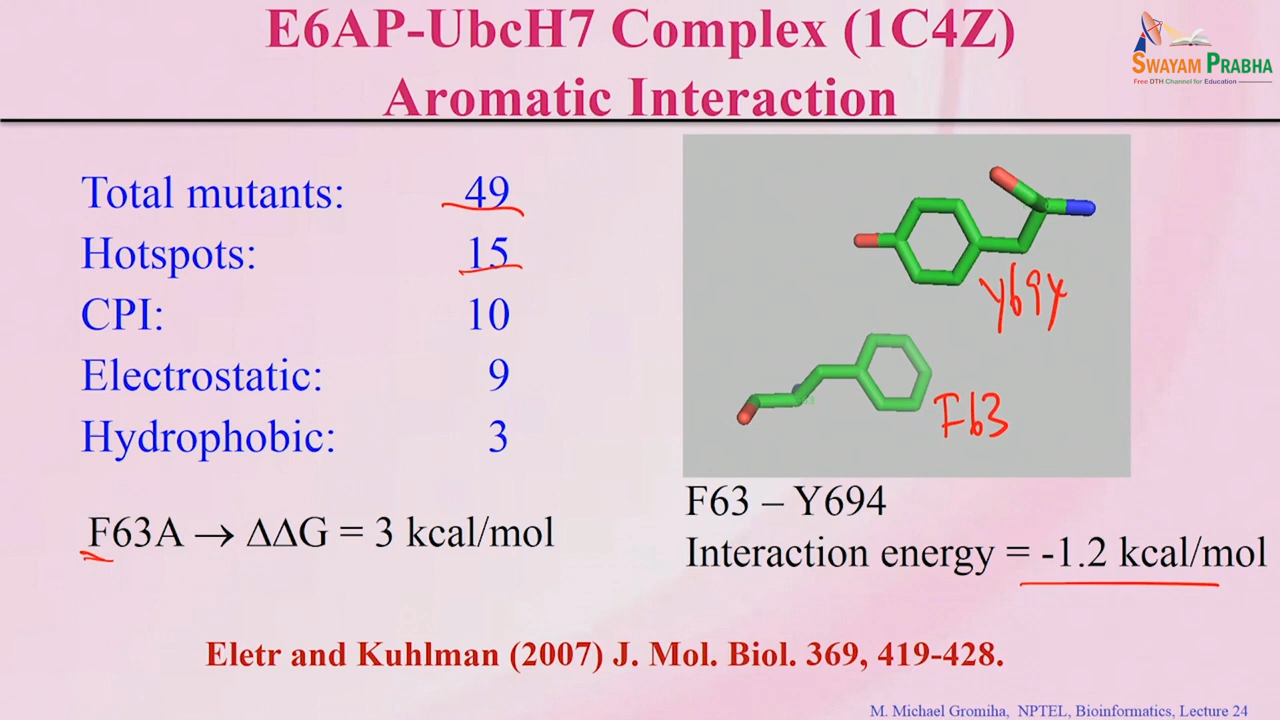 E6AP-UbcH7 Complex (1C4Z)
Aromatic Interaction
SWAYAM PRABHA
Free DTH Channel for Education
Total mutants: 49
Hotspots: 15
CPI: 10
Electrostatic: 9
Hydrophobic: 3
F63A → ΔΔG = 3 kcal/mol
Y694
F63
F63 – Y694
Interaction energy = -1.2 kcal/mol
Eletr and Kuhlman (2007) J. Mol. Biol. 369, 419-428.
M. Michael Gromiha, NPTEL, Bioinformatics, Lecture 24